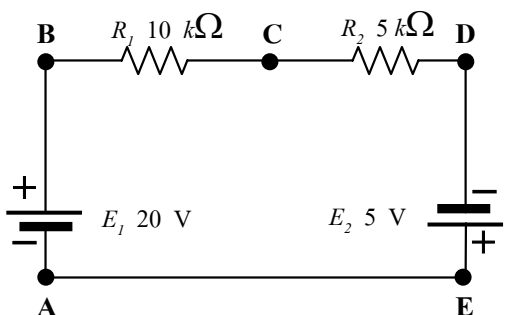 B R₁ 10 kΩ C R₂ 5 kΩ D
+ E₁ 20 V E₂ 5 V −
− +
A E